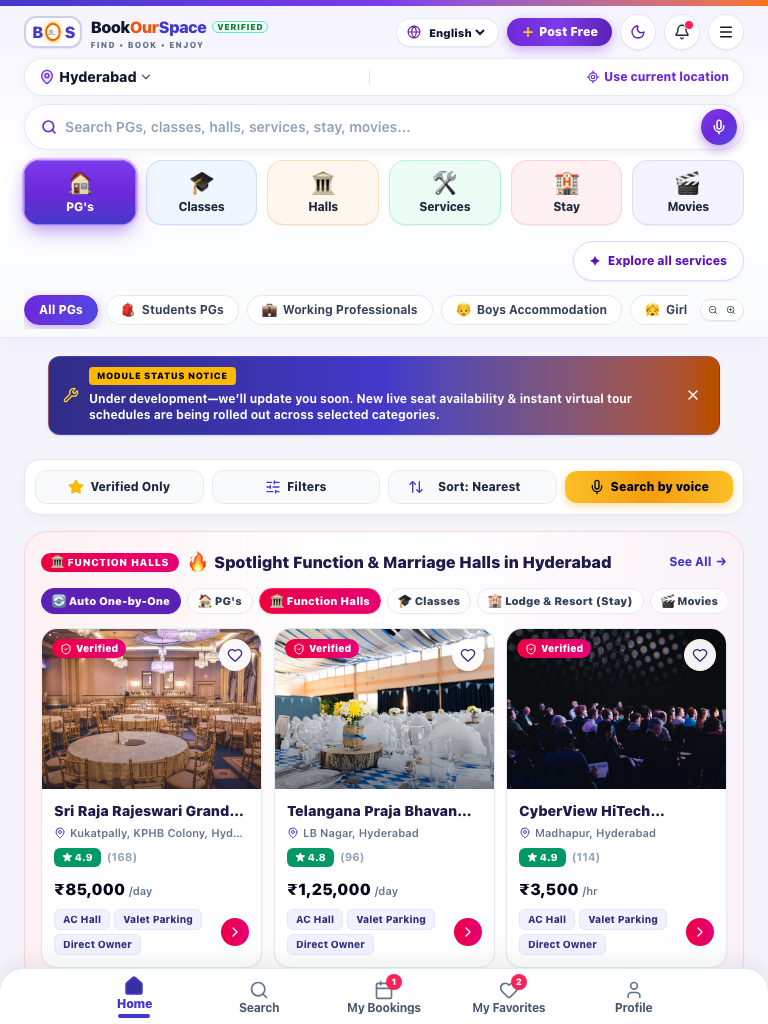 BOS BookOurSpace VERIFIED
FIND • BOOK • ENJOY
English
Post Free
Hyderabad
Use current location
Search PGs, classes, halls, services, stay, movies...
PG's
Classes
Halls
Services
Stay
Movies
Explore all services
All PGs
Students PGs
Working Professionals
Boys Accommodation
Girl
MODULE STATUS NOTICE
Under development—we'll update you soon. New live seat availability & instant virtual tour
schedules are being rolled out across selected categories.
Verified Only
Filters
Sort: Nearest
Search by voice
FUNCTION HALLS
Spotlight Function & Marriage Halls in Hyderabad
See All →
Auto One-by-One
PG's
Function Halls
Classes
Lodge & Resort (Stay)
Movies
Verified
Sri Raja Rajeswari Grand...
Kukatpally, KPHB Colony, Hyd...
★ 4.9 (168)
₹85,000 /day
AC Hall
Valet Parking
Direct Owner
Verified
Telangana Praja Bhavan...
LB Nagar, Hyderabad
★ 4.8 (96)
₹1,25,000 /day
AC Hall
Valet Parking
Direct Owner
Verified
CyberView HiTech...
Madhapur, Hyderabad
★ 4.9 (114)
₹3,500 /hr
AC Hall
Valet Parking
Direct Owner
Home
Search
1
My Bookings
2
My Favorites
Profile